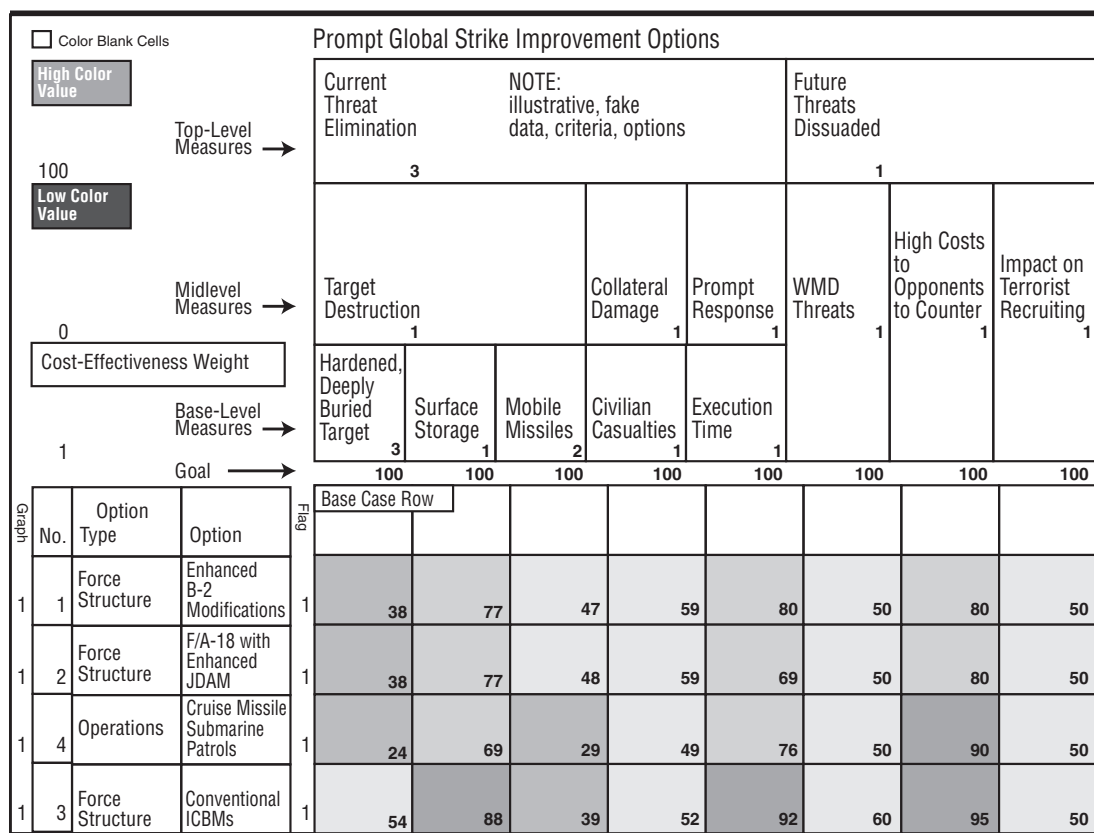 Color Blank Cells
Prompt Global Strike Improvement Options
High Color
Value
100
Low Color
Value
0
Cost-Effectiveness Weight
1
Top-Level
Measures
Current
Threat
Elimination
3
NOTE:
illustrative, fake
data, criteria, options
Future
Threats
Dissuaded
1
Midlevel
Measures
Target
Destruction
1
Collateral
Damage
1
Prompt
Response
1
WMD
Threats
1
High Costs
to
Opponents
to Counter
1
Impact on
Terrorist
Recruiting
1
Base-Level
Measures
Hardened,
Deeply
Buried
Target
3
Surface
Storage
1
Mobile
Missiles
2
Civilian
Casualties
1
Execution
Time
1
Goal
100 100 100 100 100 100 100 100
Graph
No.
Option
Type
Option
Flag
Base Case Row
1 1
Force
Structure
Enhanced
B-2
Modifications
1 38 77 47 59 80 50 80 50
1 2
Force
Structure
F/A-18 with
Enhanced
JDAM
1 38 77 48 59 69 50 80 50
1 4
Operations
Cruise Missile
Submarine
Patrols
1 24 69 29 49 76 50 90 50
1 3
Force
Structure
Conventional
ICBMs
1 54 88 39 52 92 60 95 50